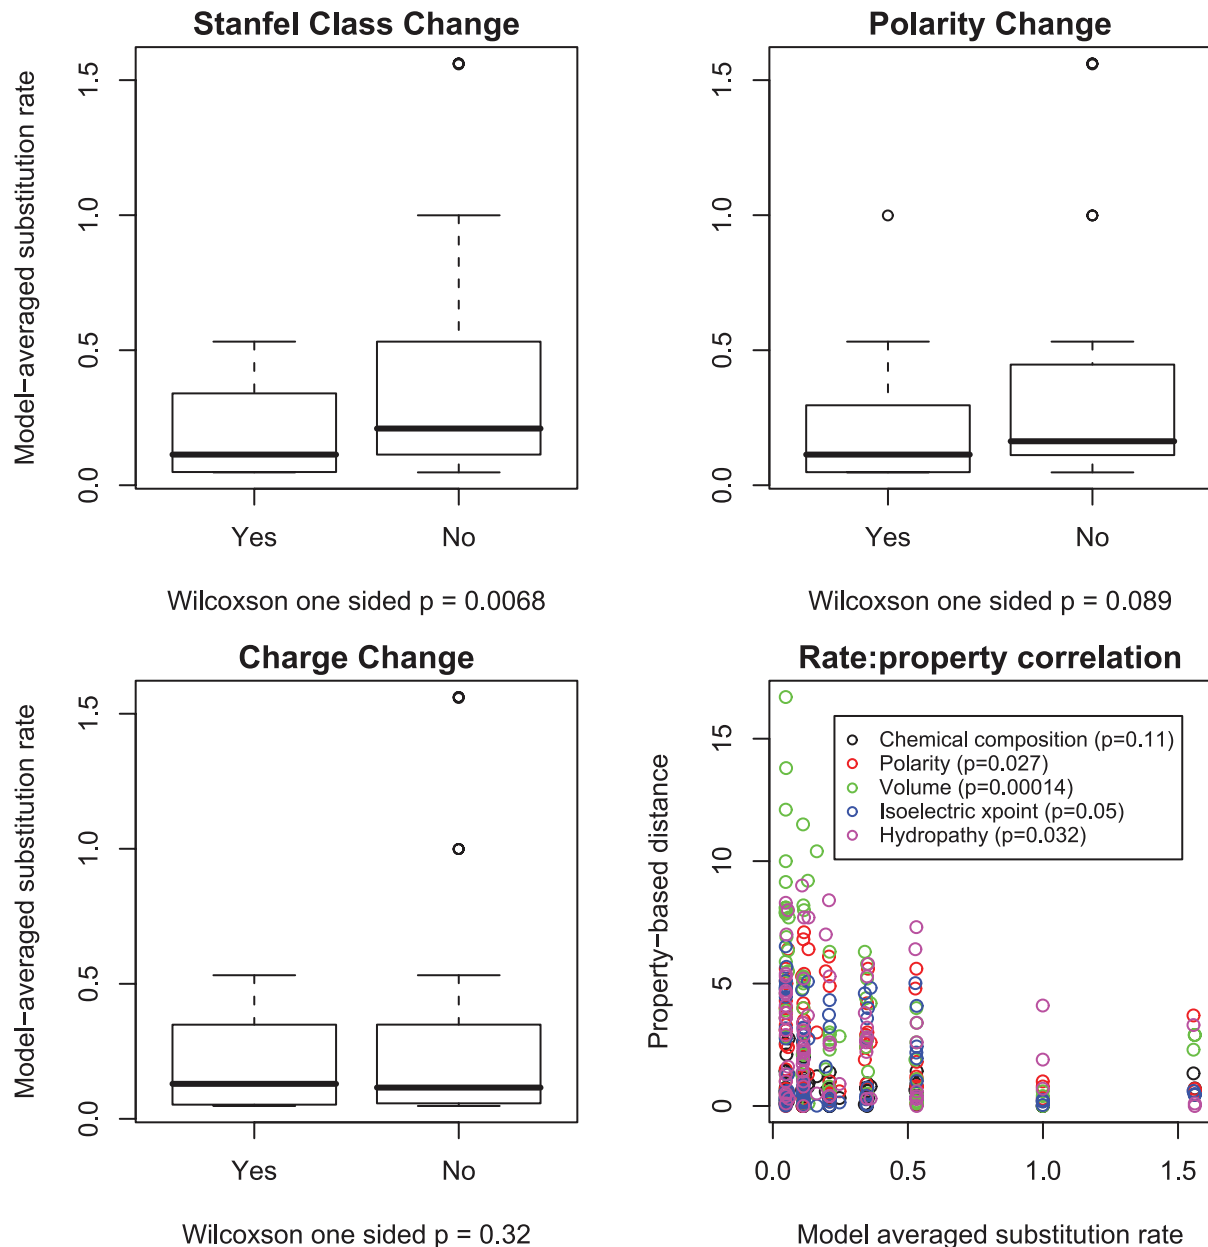 Stanfel Class Change
Model-averaged substitution rate
1.5
1.0
0.5
0.0
Yes No
Wilcoxson one sided p = 0.0068
Polarity Change
1.5
1.0
0.5
0.0
Yes No
Wilcoxson one sided p = 0.089
Charge Change
Model-averaged substitution rate
1.5
1.0
0.5
0.0
Yes No
Wilcoxson one sided p = 0.32
Rate:property correlation
Property-based distance
15
10
5
0
Chemical composition (p=0.11)
Polarity (p=0.027)
Volume (p=0.00014)
Isoelectric xpoint (p=0.05)
Hydropathy (p=0.032)
0.0 0.5 1.0 1.5
Model averaged substitution rate